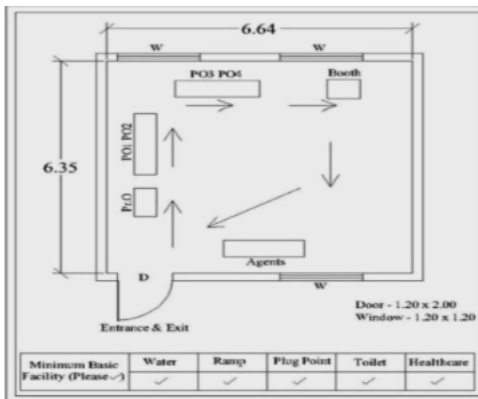 6.64
W W
PO3 PO4 Booth
PO1 PO2
6.35
Pr.O
Agents
D
W
Entrance & Exit
Door - 1.20 x 2.00
Window - 1.20 x 1.20
Minimum Basic Facility (Please ✓) Water Ramp Plug Point Toilet Healthcare
✓ ✓ ✓ ✓ ✓